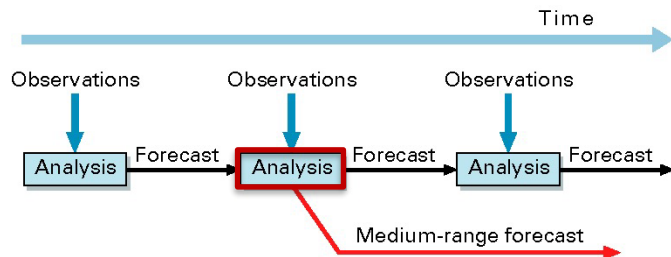 Time
Observations Observations Observations
Analysis Forecast Analysis Forecast Analysis Forecast
Medium-range forecast